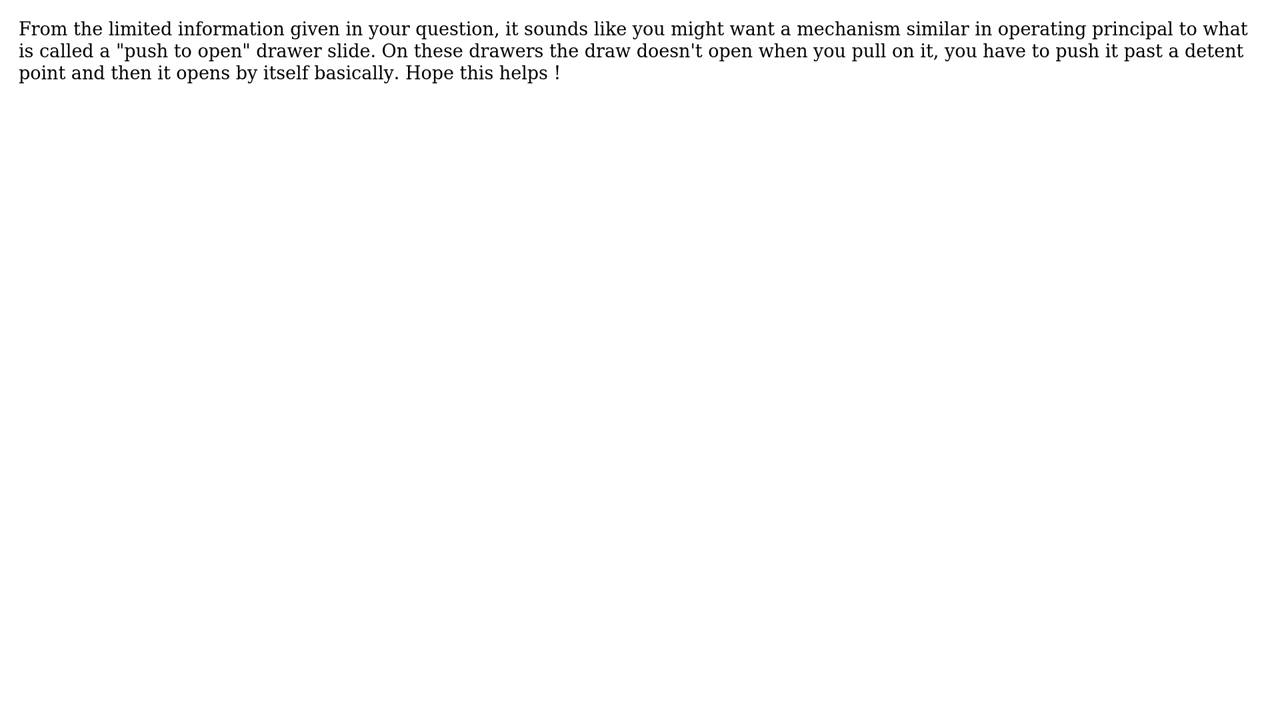 From the limited information given in your question, it sounds like you might want a mechanism similar in operating principal to what
is called a "push to open" drawer slide. On these drawers the draw doesn't open when you pull on it, you have to push it past a detent
point and then it opens by itself basically. Hope this helps !